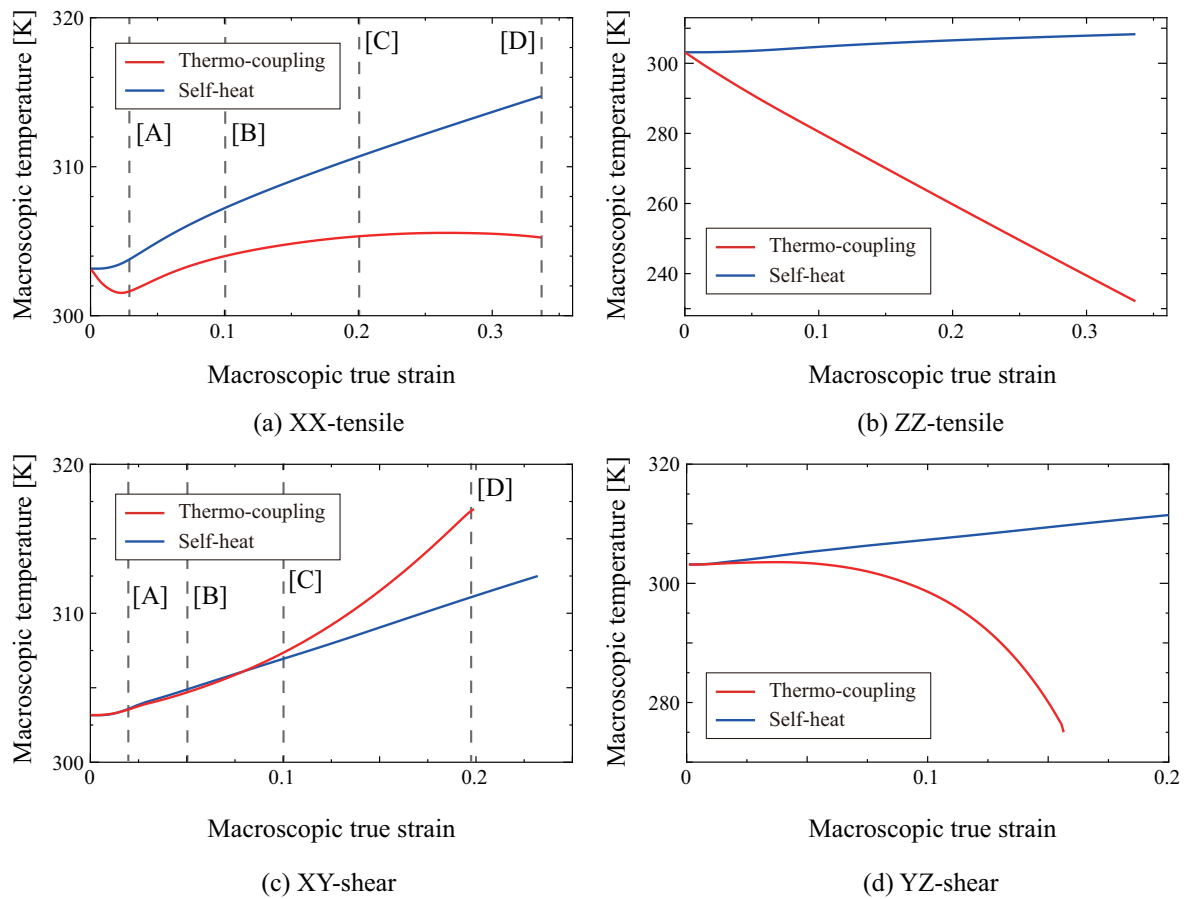 Macroscopic temperature [K]
320
310
300
Thermo-coupling
Self-heat
[A]
[B]
[C]
[D]
0
0.1
0.2
0.3
Macroscopic true strain
(a) XX-tensile
Macroscopic temperature [K]
300
280
260
240
Thermo-coupling
Self-heat
0
0.1
0.2
0.3
Macroscopic true strain
(b) ZZ-tensile
Macroscopic temperature [K]
320
310
300
Thermo-coupling
Self-heat
[A]
[B]
[C]
[D]
0
0.1
0.2
Macroscopic true strain
(c) XY-shear
Macroscopic temperature [K]
320
300
280
Thermo-coupling
Self-heat
0
0.1
0.2
Macroscopic true strain
(d) YZ-shear